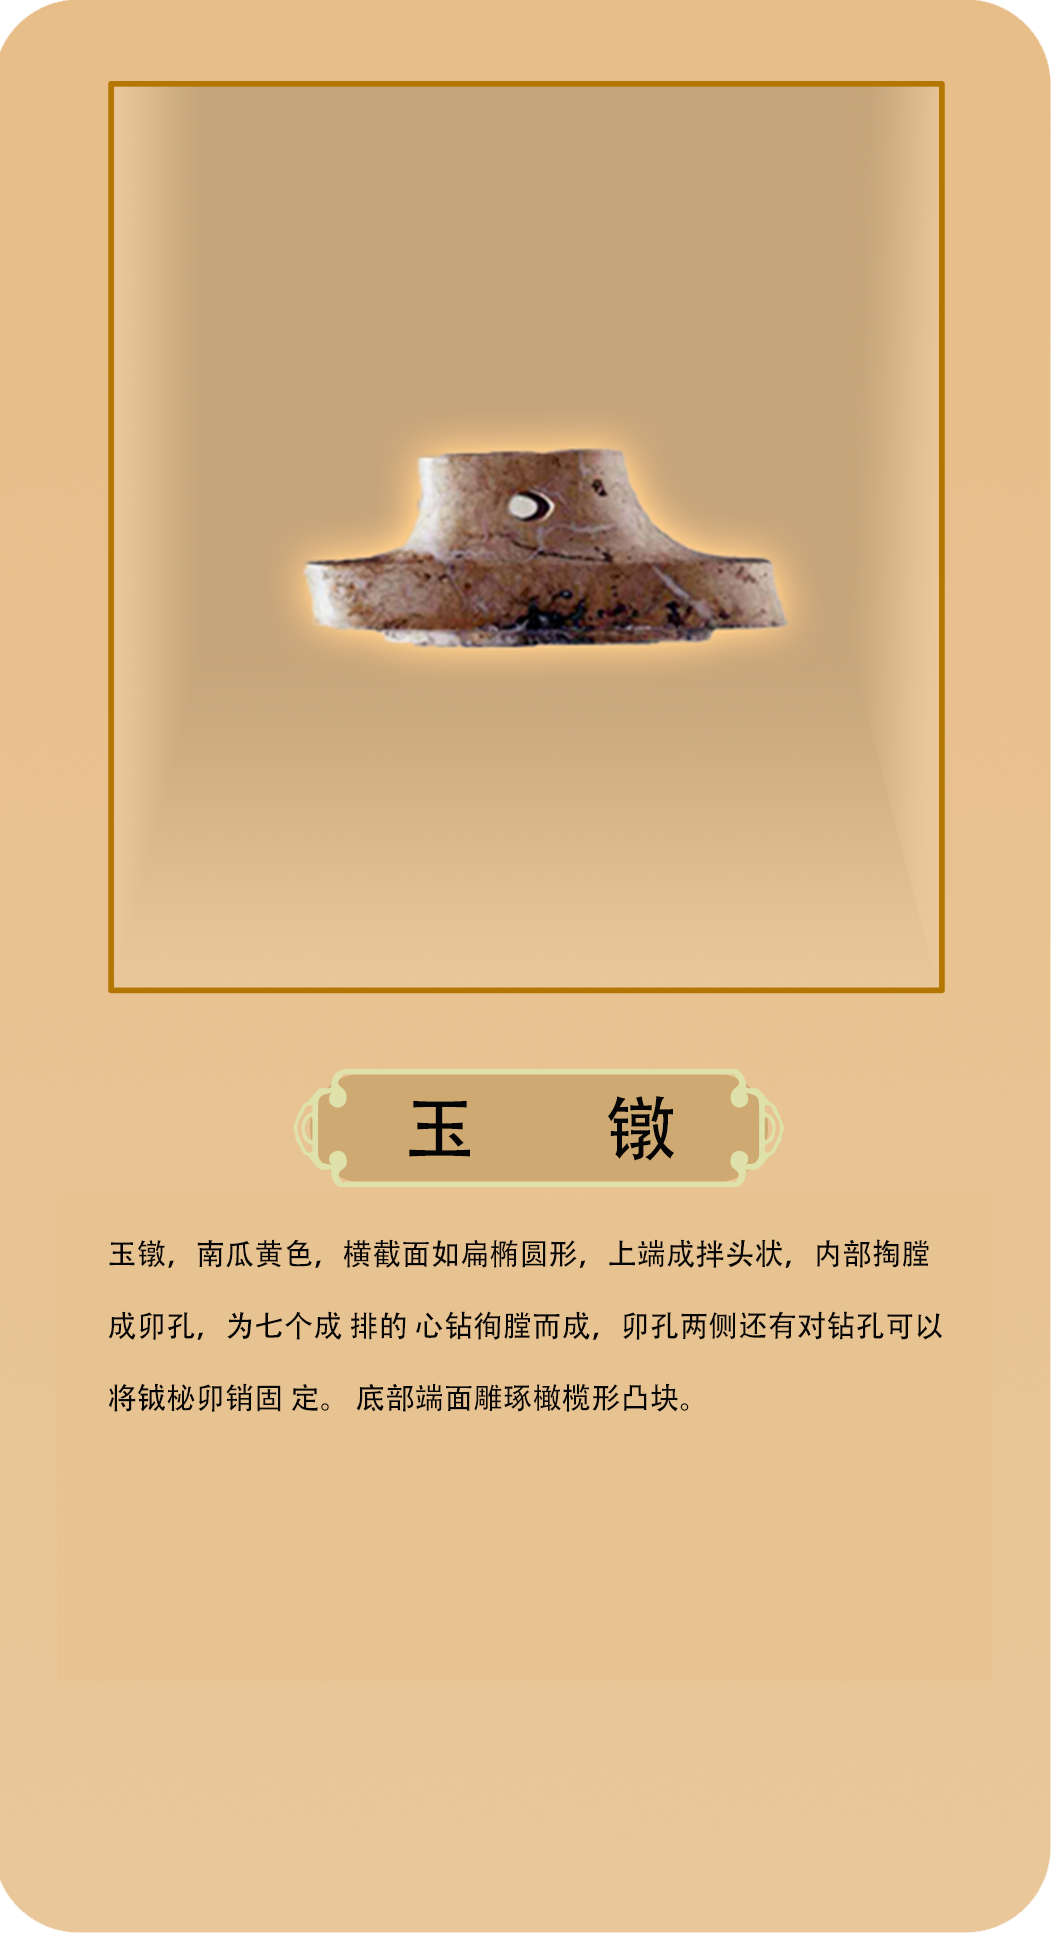 玉 镦
玉镦，南瓜黄色，横截面如扁椭圆形，上端成拌头状，内部掏膛
成卯孔，为七个成 排的 心钻徇膛而成，卯孔两侧还有对钻孔可以
将钺柲卯销固 定。 底部端面雕琢橄榄形凸块。